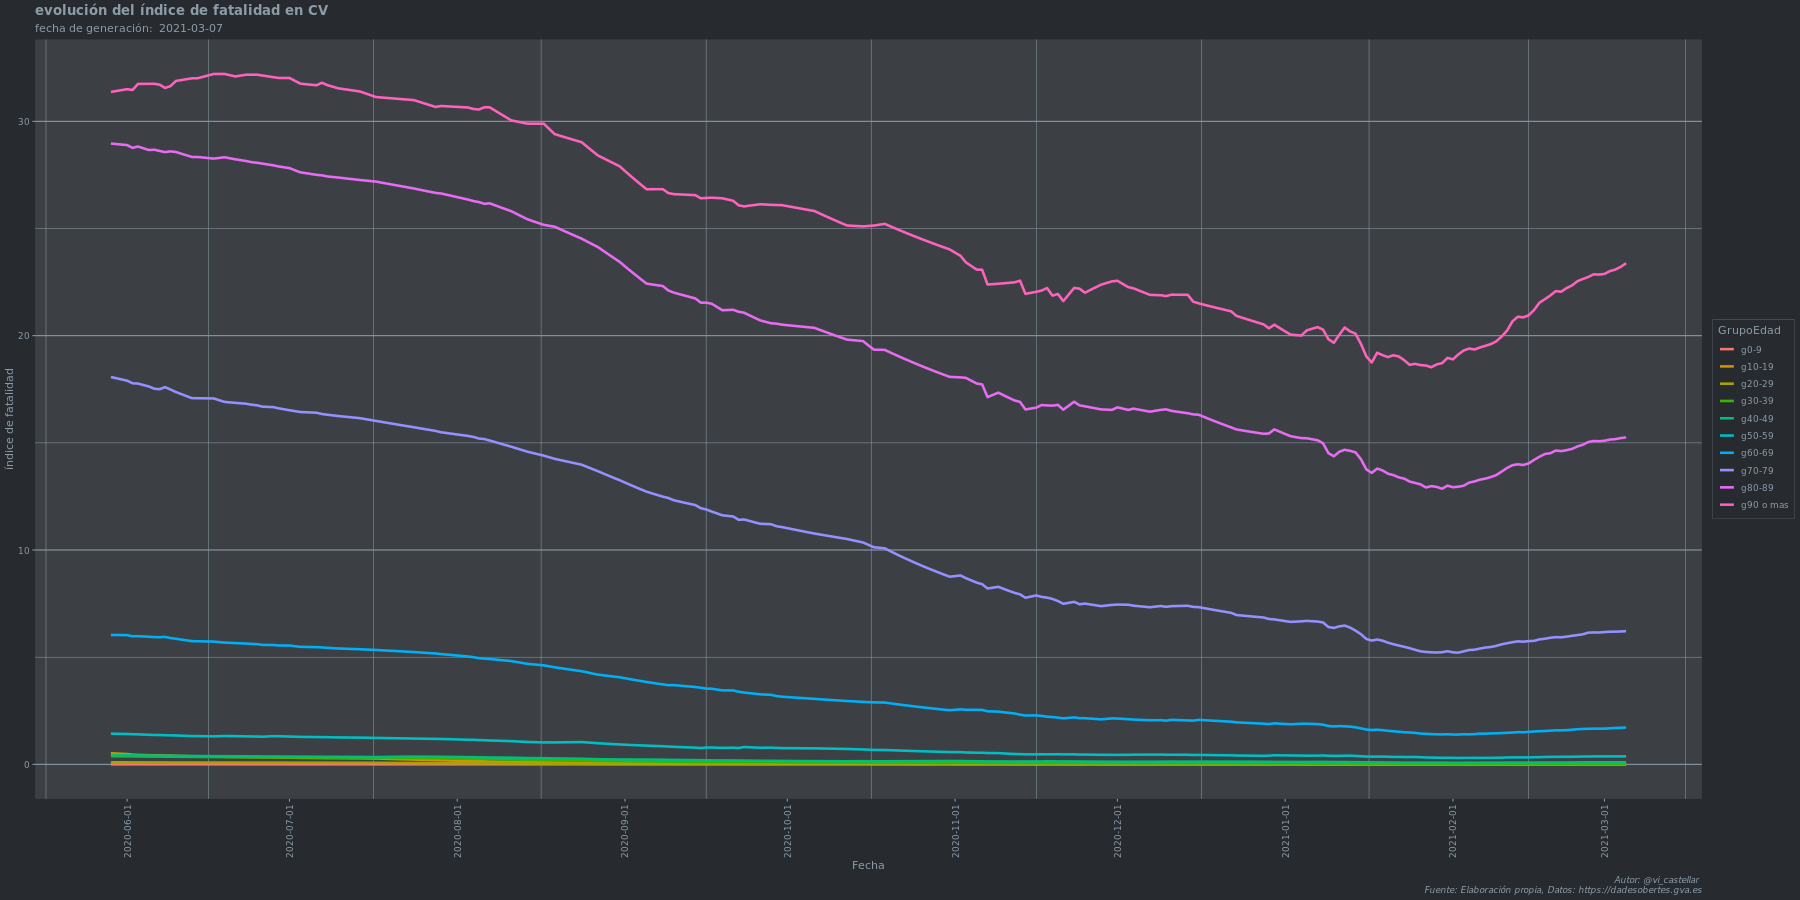 evolución del índice de fatalidad en CV
fecha de generación: 2021-03-07
30
20
10
0
índice de fatalidad
2020-06-01
2020-07-01
2020-08-01
2020-09-01
2020-10-01
2020-11-01
2020-12-01
2021-01-01
2021-02-01
2021-03-01
Fecha
GrupoEdad
g0-9
g10-19
g20-29
g30-39
g40-49
g50-59
g60-69
g70-79
g80-89
g90 o mas
Autor: @vi_castellar
Fuente: Elaboración propia, Datos: https://dadesobertes.gva.es